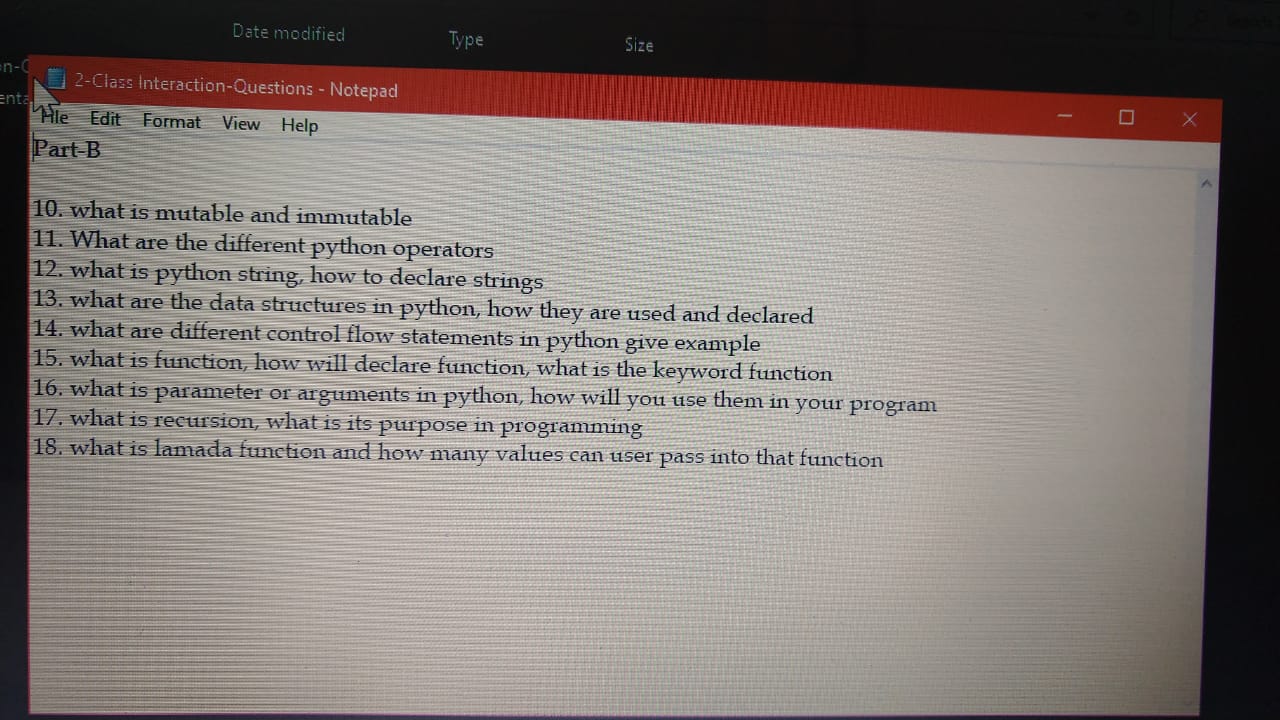 Date modified Type Size
2-Class Interaction-Questions - Notepad
File Edit Format View Help
Part-B
10. what is mutable and immutable
11. What are the different python operators
12. what is python string, how to declare strings
13. what are the data structures in python, how they are used and declared
14. what are different control flow statements in python give example
15. what is function, how will declare function, what is the keyword function
16. what is parameter or arguments in python, how will you use them in your program
17. what is recursion, what is its purpose in programming
18. what is lamada function and how many values can user pass into that function